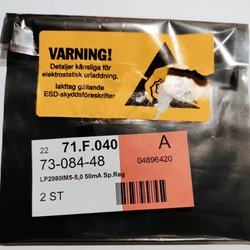 VARNING!
Detaljer känsliga för
elektrostatisk urladdning.
Iakttag gällande
ESD-skyddsföreskrifter
22 71.F.040 A
73-084-48 04896420
LP2980IM5-5,0 50mA Sp.Reg
2 ST